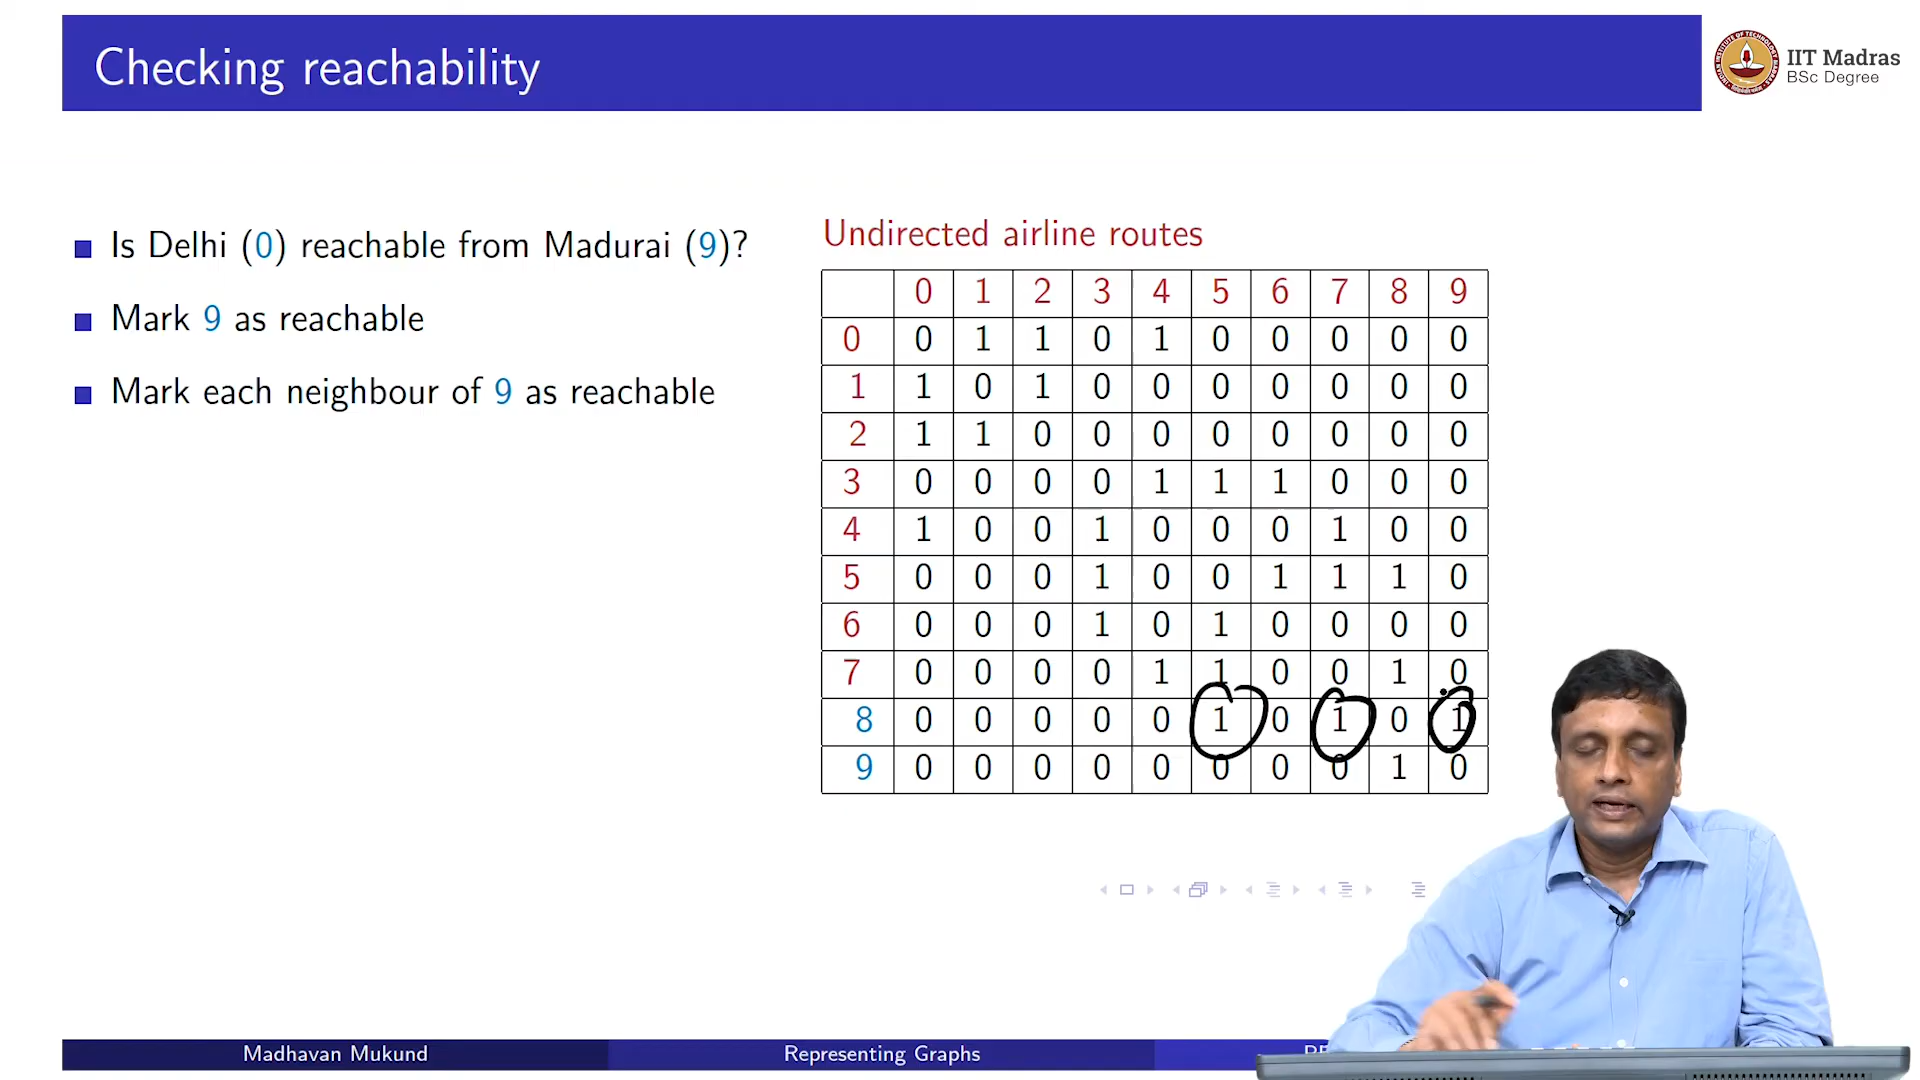 Checking reachability
IIT Madras
BSc Degree
Is Delhi (0) reachable from Madurai (9)?
Mark 9 as reachable
Mark each neighbour of 9 as reachable
Undirected airline routes
0 1 2 3 4 5 6 7 8 9
0 0 1 1 0 1 0 0 0 0 0
1 1 0 1 0 0 0 0 0 0 0
2 1 1 0 0 0 0 0 0 0 0
3 0 0 0 0 1 1 1 0 0 0
4 1 0 0 1 0 0 0 1 0 0
5 0 0 0 1 0 0 1 1 1 0
6 0 0 0 1 0 1 0 0 0 0
7 0 0 0 0 1 1 0 0 1 0
8 0 0 0 0 0 1 0 1 0 1
9 0 0 0 0 0 0 0 0 1 0
Madhavan Mukund
Representing Graphs